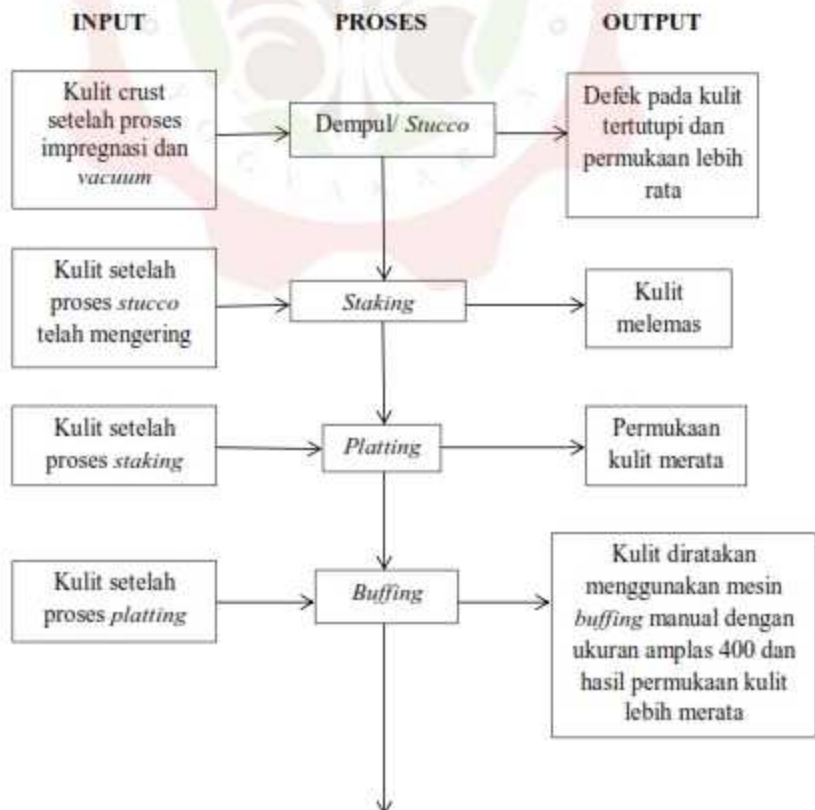 INPUT
PROSES
OUTPUT
Kulit crust
setelah proses
impregnasi dan
vacuum
Dempul/ Stucco
Defek pada kulit
tertutupi dan
permukaan lebih
rata
Kulit setelah
proses stucco
telah mengering
Staking
Kulit
melemas
Kulit setelah
proses staking
Platting
Permukaan
kulit merata
Kulit setelah
proses platting
Buffing
Kulit diratakan
menggunakan mesin
buffing manual dengan
ukuran amplas 400 dan
hasil permukaan kulit
lebih merata